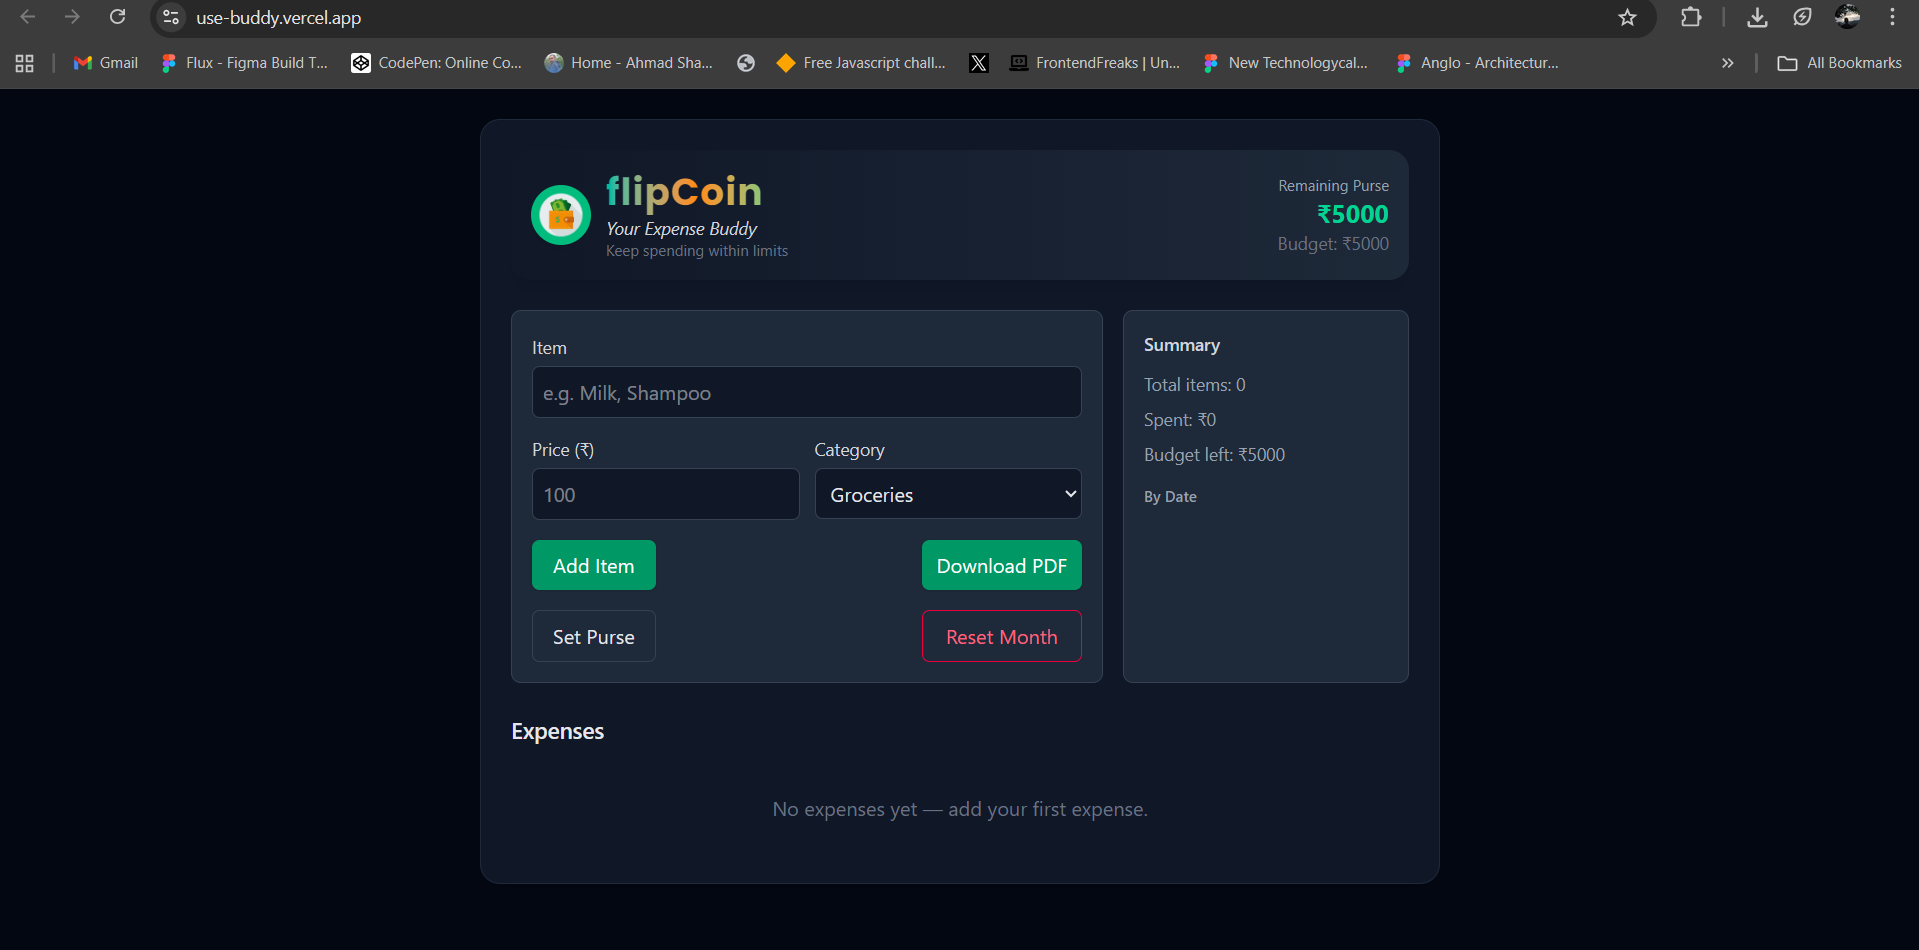 use-buddy.vercel.app
Gmail
Flux - Figma Build T...
CodePen: Online Co...
Home - Ahmad Sha...
Free Javascript chall...
FrontendFreaks | Un...
New Technologycal...
Anglo - Architectur...
All Bookmarks
flipCoin
Your Expense Buddy
Keep spending within limits
Remaining Purse
₹5000
Budget: ₹5000
Item
e.g. Milk, Shampoo
Price (₹)
Category
100
Groceries
Add Item
Download PDF
Set Purse
Reset Month
Summary
Total items: 0
Spent: ₹0
Budget left: ₹5000
By Date
Expenses
No expenses yet — add your first expense.